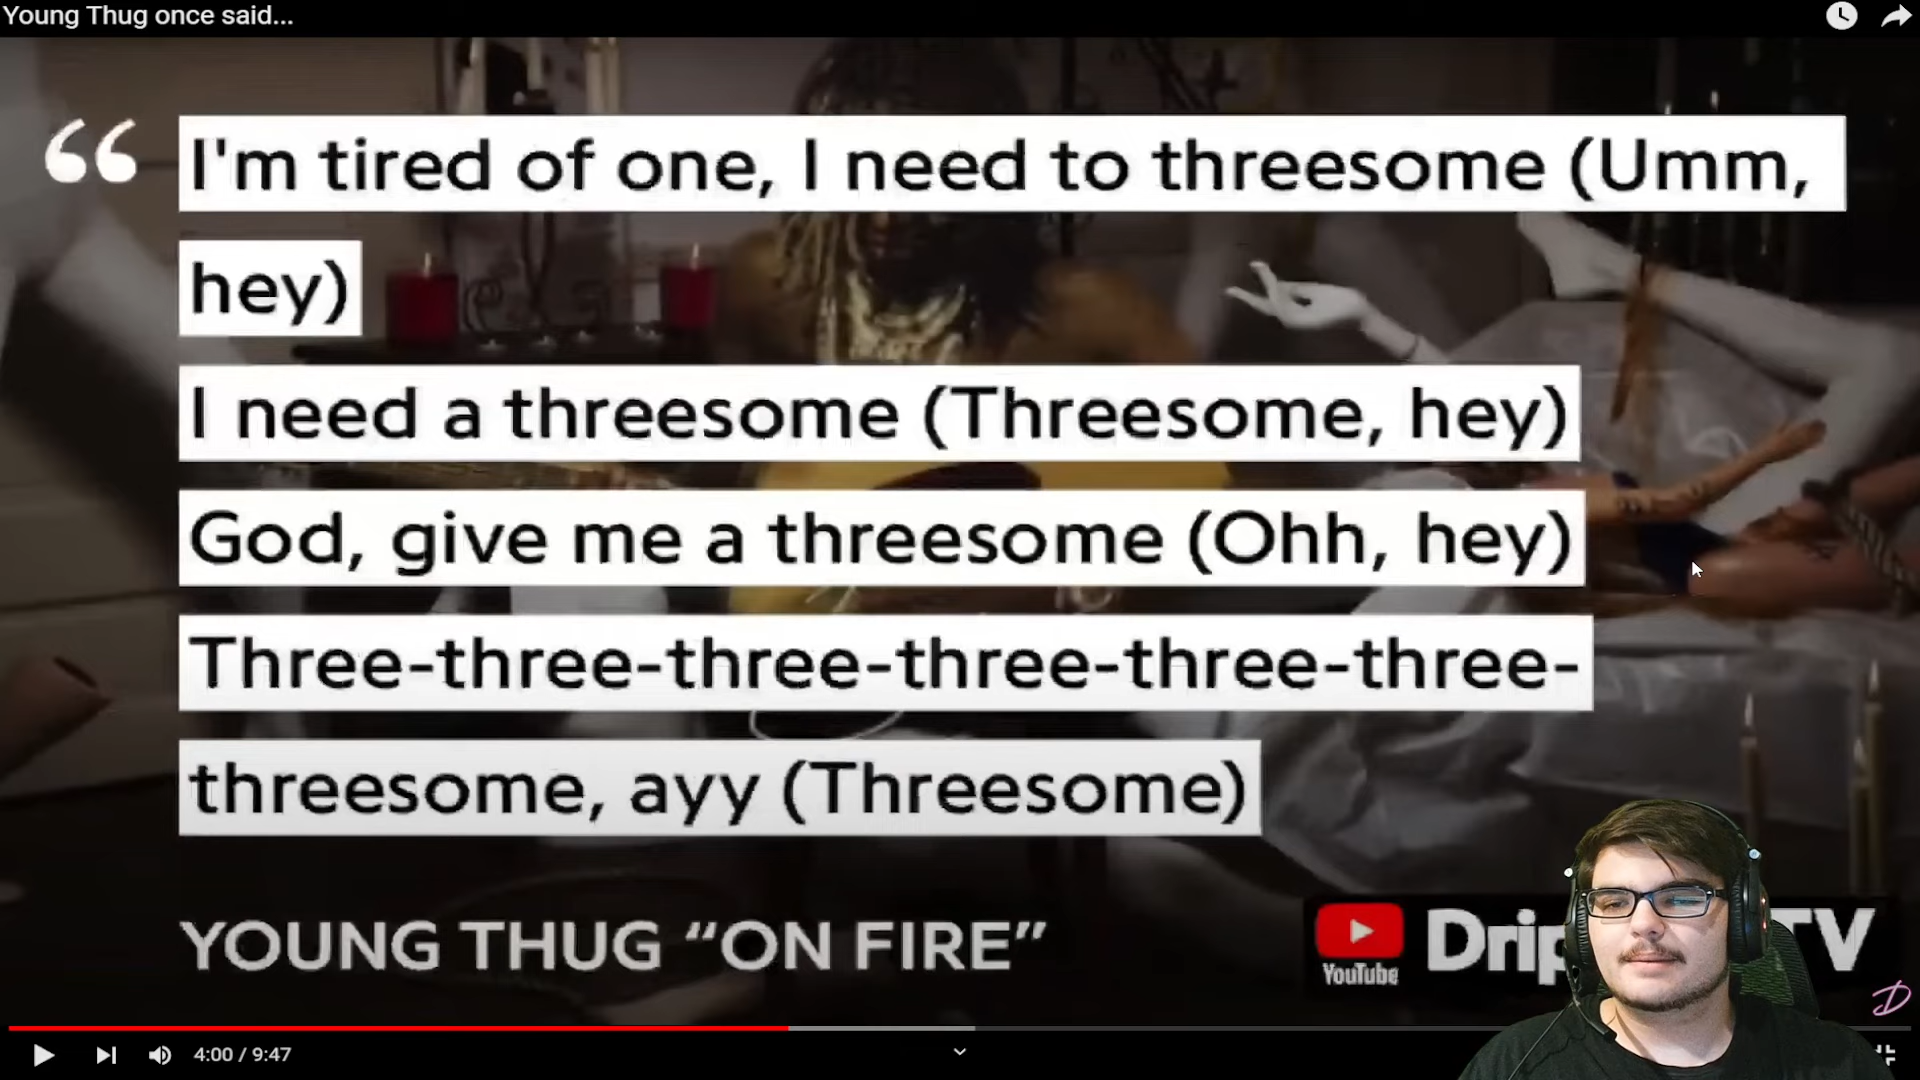 Young Thug once said...
“ I'm tired of one, I need to threesome (Umm,
hey)
I need a threesome (Threesome, hey)
God, give me a threesome (Ohh, hey)
Three-three-three-three-three-three-
threesome, ayy (Threesome)
YOUNG THUG “ON FIRE”
YouTube
TV
4:00 / 9:47